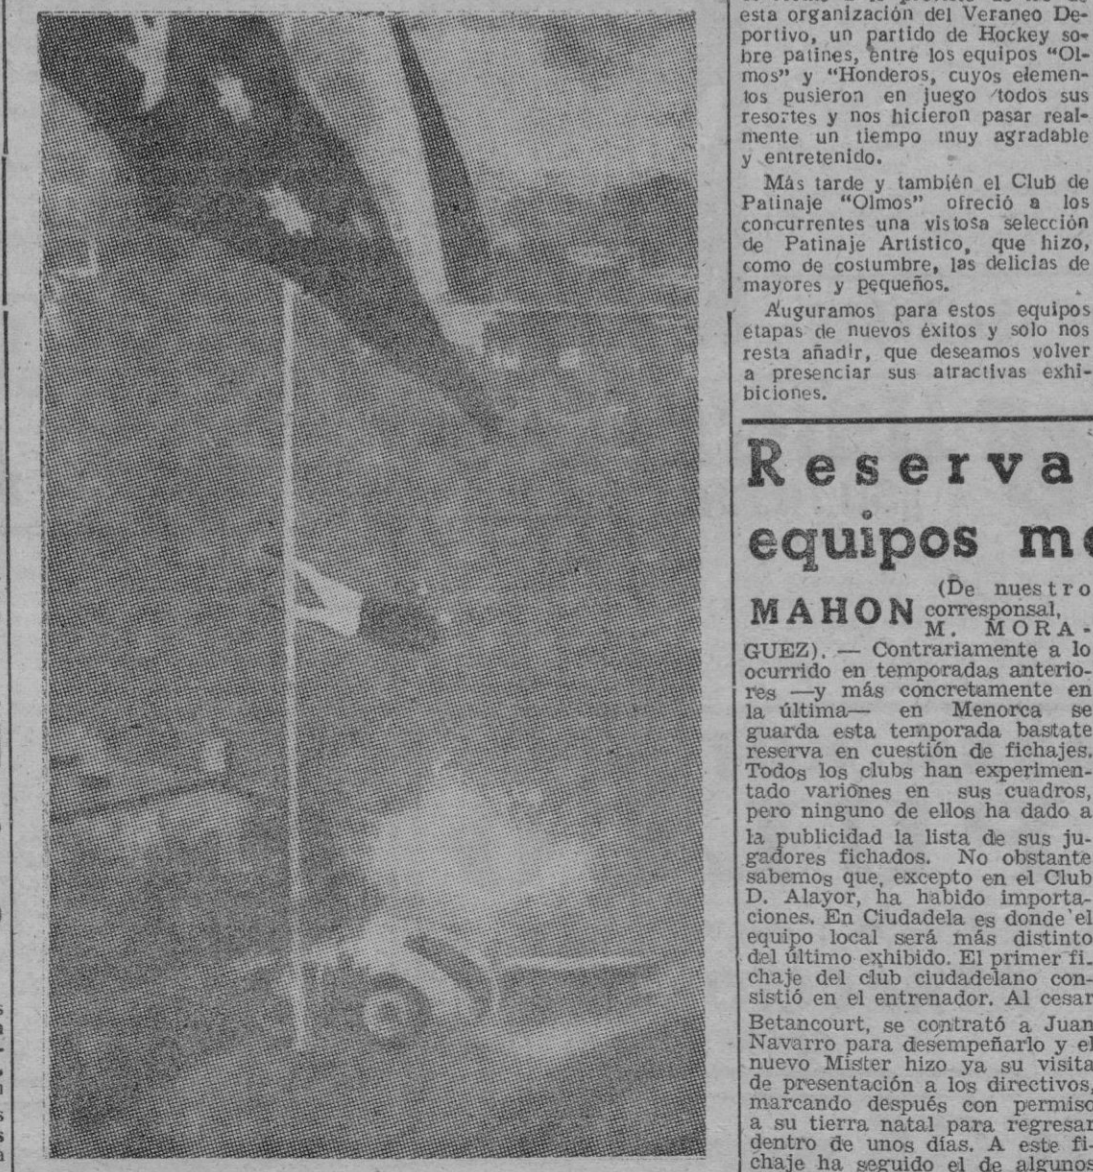 esta organización del Veraneo De-
portivo, un partido de Hockey so-
bre patines, entre los equipos “Ol-
mos” y “Honderos, cuyos elemen-
tos pusieron en juego todos sus
resortes y nos hicieron pasar real-
mente un tiempo muy agradable
y entretenido.
Más tarde y también el Club de
Patinaje “Olmos” ofreció a los
concurrentes una vistosa selección
de Patinaje Artístico, que hizo,
como de costumbre, las delicias de
mayores y pequeños.
Auguramos para estos equipos
etapas de nuevos éxitos y solo nos
resta añadir, que deseamos volver
a presenciar sus atractivas exhi-
biciones.
Reserva
equipos
MAHON (De nuestro
corresponsal,
M. MORA-
GUEZ). — Contrariamente a lo
ocurrido en temporadas anterio-
res —y más concretamente en
la última— en Menorca se
guarda esta temporada bastate
reserva en cuestión de fichajes.
Todos los clubs han experimen-
tado variones en sus cuadros,
pero ninguno de ellos ha dado a
la publicidad la lista de sus ju-
gadores fichados. No obstante
sabemos que, excepto en el Club
D. Alayor, ha habido importa-
ciones. En Ciudadela es donde el
equipo local será más distinto
del último exhibido. El primer fi-
chaje del club ciudadelano con-
sistió en el entrenador. Al cesar
Betancourt, se contrató a Juan
Navarro para desempeñarlo y el
nuevo Mister hizo ya su visita
de presentación a los directivos,
marcando después con permiso
a su tierra natal para regresar
dentro de unos días. A este fi-
chaje ha seguido el de algunos